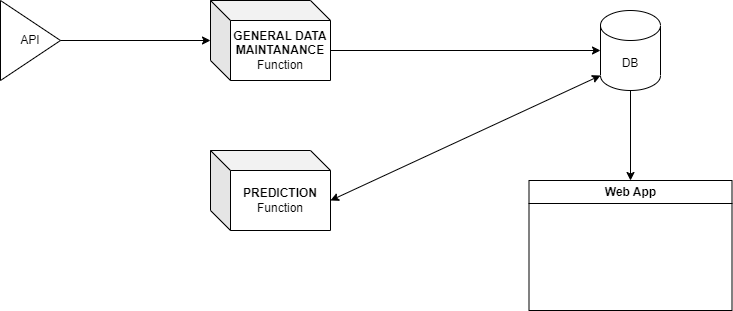 API
GENERAL DATA
MAINTANANCE
Function
DB
PREDICTION
Function
Web App